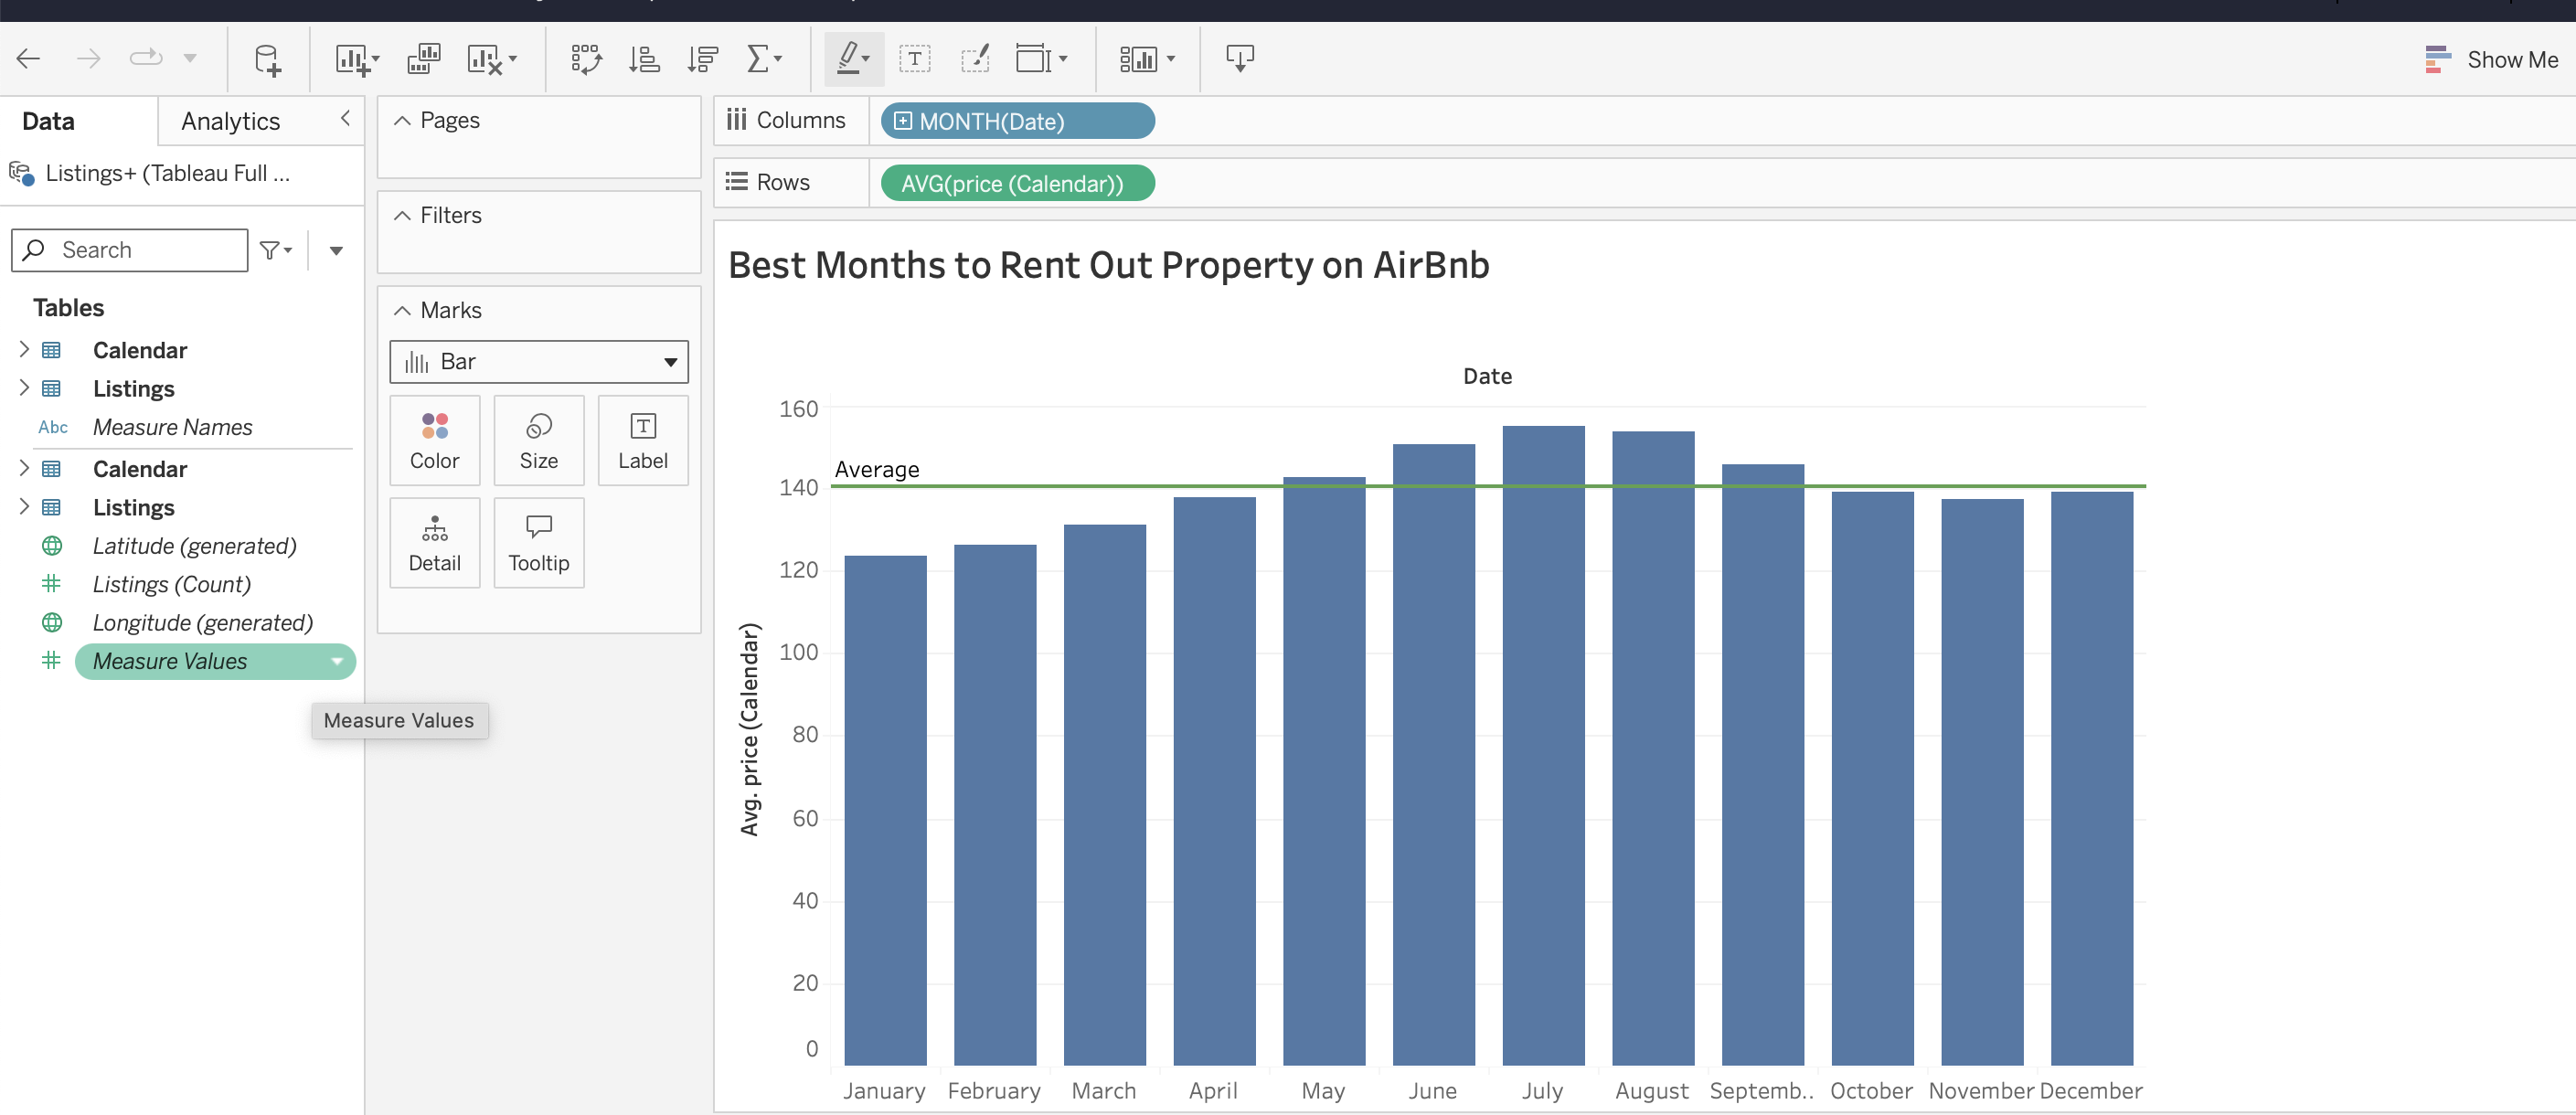 Show Me
Data
Analytics
Listings+ (Tableau Full ...
Search
Tables
Calendar
Listings
Abc Measure Names
Calendar
Listings
Latitude (generated)
Listings (Count)
Longitude (generated)
Measure Values
Measure Values
Pages
Filters
Marks
Bar
Color
Size
T
Label
Detail
Tooltip
Columns
MONTH(Date)
Rows
AVG(price (Calendar))
Best Months to Rent Out Property on AirBnb
Date
Avg. price (Calendar)
160
140
120
100
80
60
40
20
0
Average
January February March April May June July August Septemb.. October November December